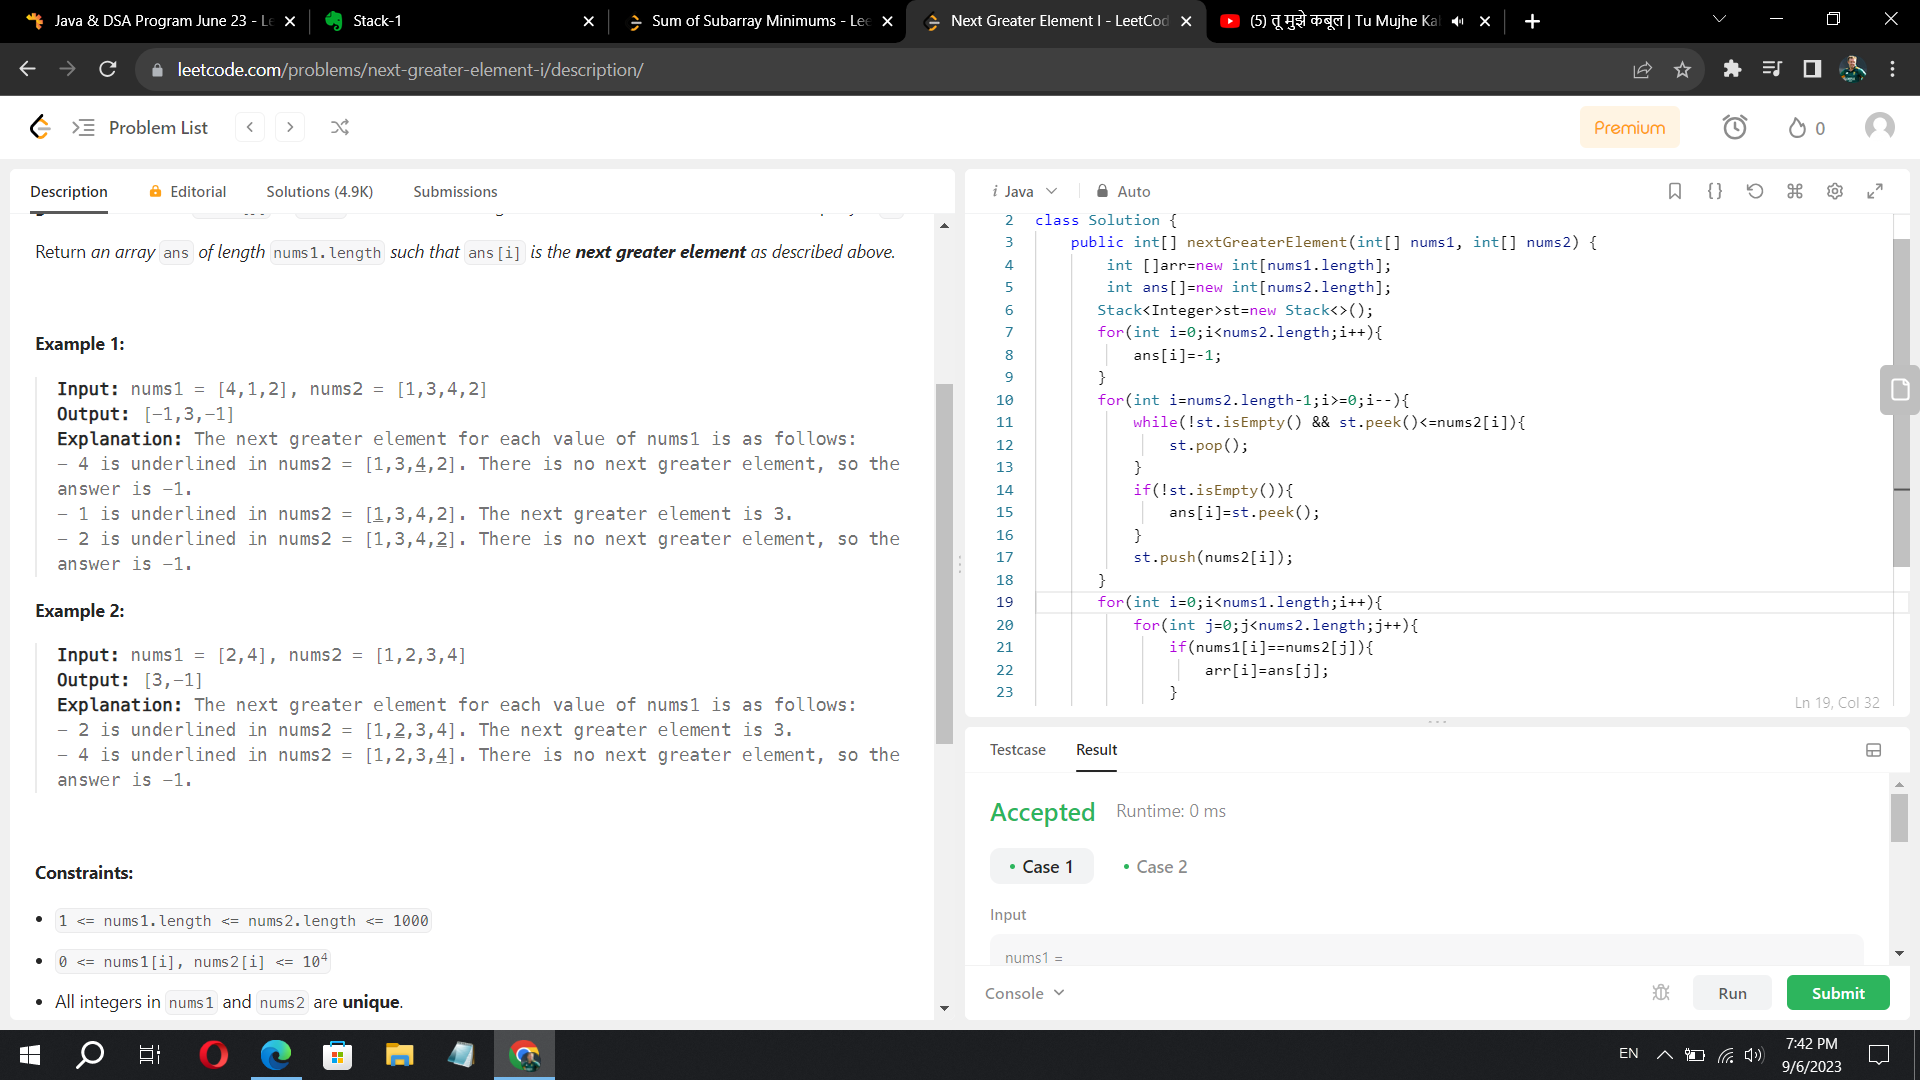 Java & DSA Program June 23 - Le
Stack-1
Sum of Subarray Minimums - Lee
Next Greater Element I - LeetCod
(5) तू मुझे कबूल | Tu Mujhe Ka
leetcode.com/problems/next-greater-element-i/description/
Problem List
Premium
0
Description
Editorial
Solutions (4.9K)
Submissions
Return an array ans of length nums1.length such that ans[i] is the next greater element as described above.
Example 1:
Input: nums1 = [4,1,2], nums2 = [1,3,4,2]
Output: [-1,3,-1]
Explanation: The next greater element for each value of nums1 is as follows:
- 4 is underlined in nums2 = [1,3,4,2]. There is no next greater element, so the
answer is -1.
- 1 is underlined in nums2 = [1,3,4,2]. The next greater element is 3.
- 2 is underlined in nums2 = [1,3,4,2]. There is no next greater element, so the
answer is -1.
Example 2:
Input: nums1 = [2,4], nums2 = [1,2,3,4]
Output: [3,-1]
Explanation: The next greater element for each value of nums1 is as follows:
- 2 is underlined in nums2 = [1,2,3,4]. The next greater element is 3.
- 4 is underlined in nums2 = [1,2,3,4]. There is no next greater element, so the
answer is -1.
Constraints:
• 1 <= nums1.length <= nums2.length <= 1000
• 0 <= nums1[i], nums2[i] <= 10⁴
• All integers in nums1 and nums2 are unique.
i Java
Auto
2 class Solution {
3 public int[] nextGreaterElement(int[] nums1, int[] nums2) {
4 int []arr=new int[nums1.length];
5 int ans[]=new int[nums2.length];
6 Stack<Integer>st=new Stack<>();
7 for(int i=0;i<nums2.length;i++){
8 ans[i]=-1;
9 }
10 for(int i=nums2.length-1;i>=0;i--){
11 while(!st.isEmpty() && st.peek()<=nums2[i]){
12 st.pop();
13 }
14 if(!st.isEmpty()){
15 ans[i]=st.peek();
16 }
17 st.push(nums2[i]);
18 }
19 for(int i=0;i<nums1.length;i++){
20 for(int j=0;j<nums2.length;j++){
21 if(nums1[i]==nums2[j]){
22 arr[i]=ans[j];
23 }
Ln 19, Col 32
Testcase
Result
Accepted
Runtime: 0 ms
• Case 1
• Case 2
Input
nums1 =
Console
Run
Submit
EN
7:42 PM
9/6/2023